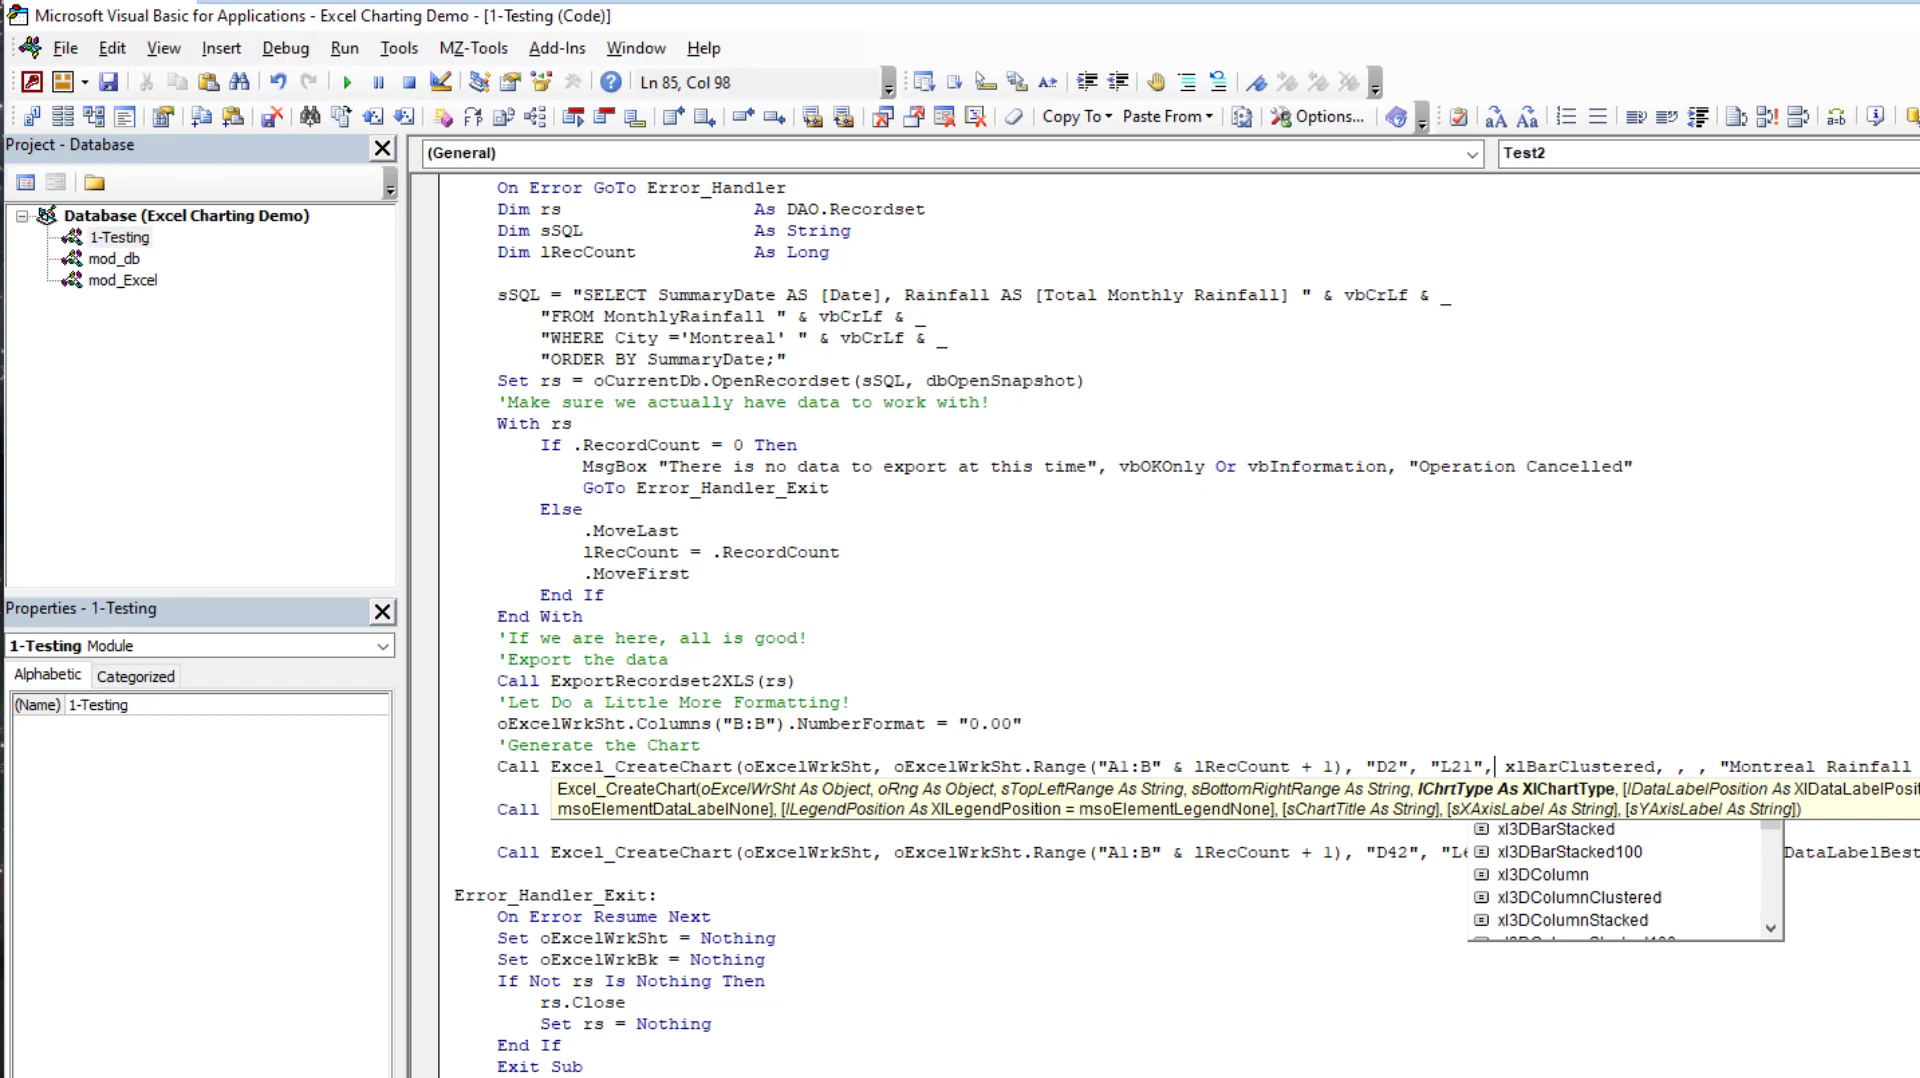 Microsoft Visual Basic for Applications - Excel Charting Demo - [1-Testing (Code)]
File Edit View Insert Debug Run Tools MZ-Tools Add-Ins Window Help
Ln 85, Col 98
Copy To Paste From Options...
Project - Database
(General) Test2
Database (Excel Charting Demo)
1-Testing
mod_db
mod_Excel
Properties - 1-Testing
1-Testing Module
Alphabetic Categorized
(Name) 1-Testing
On Error GoTo Error_Handler
Dim rs As DAO.Recordset
Dim sSQL As String
Dim lRecCount As Long
sSQL = "SELECT SummaryDate AS [Date], Rainfall AS [Total Monthly Rainfall] " & vbCrLf & _
"FROM MonthlyRainfall " & vbCrLf & _
"WHERE City ='Montreal' " & vbCrLf & _
"ORDER BY SummaryDate;"
Set rs = oCurrentDb.OpenRecordset(sSQL, dbOpenSnapshot)
'Make sure we actually have data to work with!
With rs
If .RecordCount = 0 Then
MsgBox "There is no data to export at this time", vbOKOnly Or vbInformation, "Operation Cancelled"
GoTo Error_Handler_Exit
Else
.MoveLast
lRecCount = .RecordCount
.MoveFirst
End If
End With
'If we are here, all is good!
'Export the data
Call ExportRecordset2XLS(rs)
'Let Do a Little More Formatting!
oExcelWrkSht.Columns("B:B").NumberFormat = "0.00"
'Generate the Chart
Call Excel_CreateChart(oExcelWrkSht, oExcelWrkSht.Range("A1:B" & lRecCount + 1), "D2", "L21", xlBarClustered, , , "Montreal Rainfall
Excel_CreateChart(oExcelWrSht As Object, oRng As Object, sTopLeftRange As String, sBottomRightRange As String, lChrtType As XlChartType, [lDataLabelPosition As XlDataLabelPosit
Call msoElementDataLabelNone], [lLegendPosition As XlLegendPosition = msoElementLegendNone], [sChartTitle As String], [sXAxisLabel As String], [sYAxisLabel As String])
xl3DBarStacked
xl3DBarStacked100
xl3DColumn
xl3DColumnClustered
xl3DColumnStacked
Call Excel_CreateChart(oExcelWrkSht, oExcelWrkSht.Range("A1:B" & lRecCount + 1), "D42", "L DataLabelBest
Error_Handler_Exit:
On Error Resume Next
Set oExcelWrkSht = Nothing
Set oExcelWrkBk = Nothing
If Not rs Is Nothing Then
rs.Close
Set rs = Nothing
End If
Exit Sub